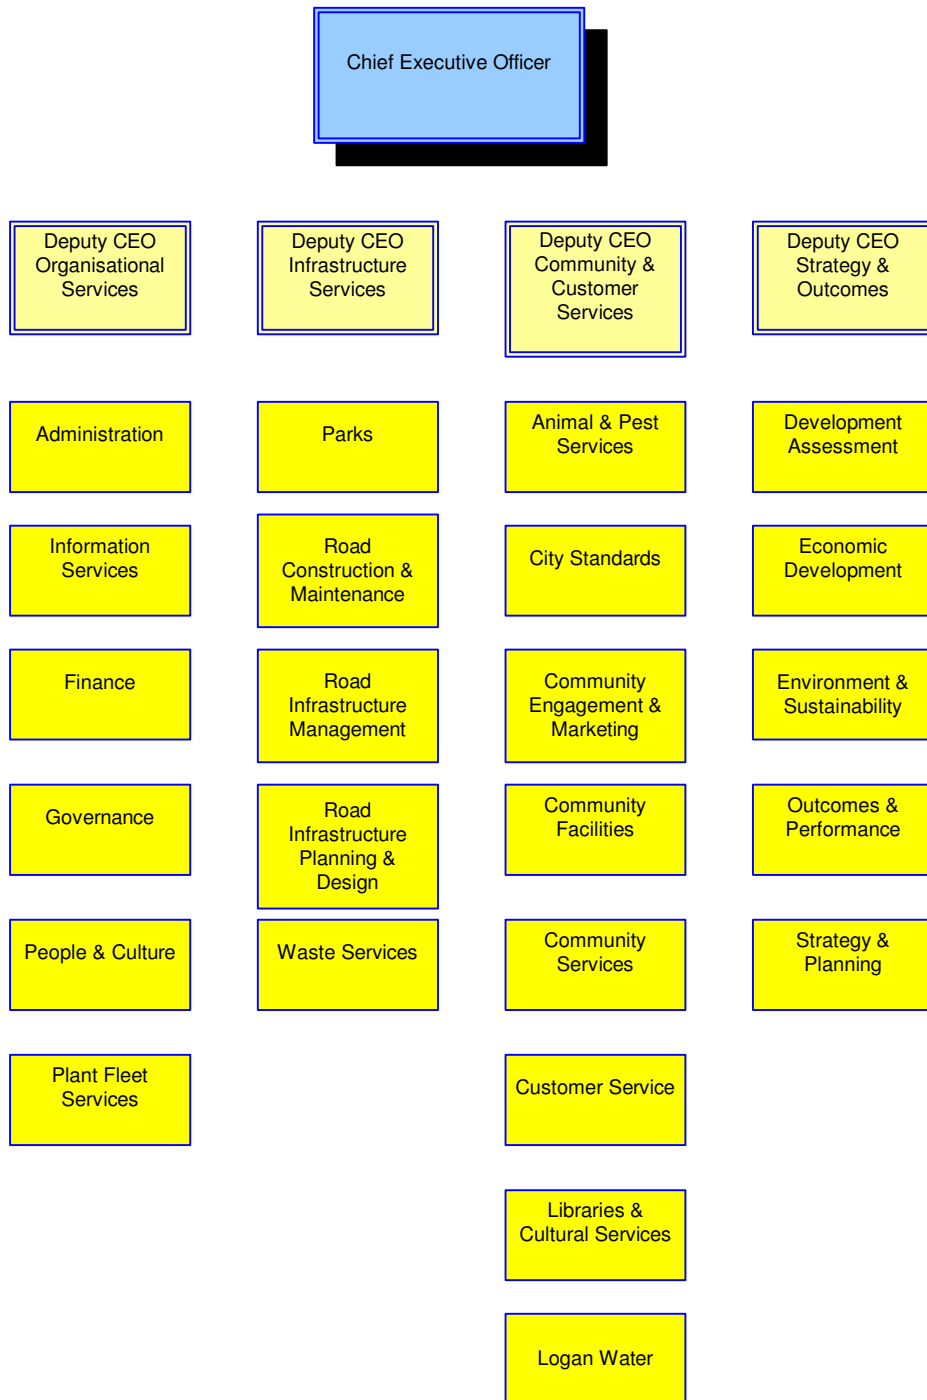 Chief Executive Officer
Deputy CEO
Organisational
Services
Deputy CEO
Infrastructure
Services
Deputy CEO
Community &
Customer
Services
Deputy CEO
Strategy &
Outcomes
Administration
Parks
Animal & Pest
Services
Development
Assessment
Information
Services
Road
Construction &
Maintenance
City Standards
Economic
Development
Finance
Road
Infrastructure
Management
Community
Engagement &
Marketing
Environment &
Sustainability
Governance
Road
Infrastructure
Planning &
Design
Community
Facilities
Outcomes &
Performance
People & Culture
Waste Services
Community
Services
Strategy &
Planning
Plant Fleet
Services
Customer Service
Libraries &
Cultural Services
Logan Water